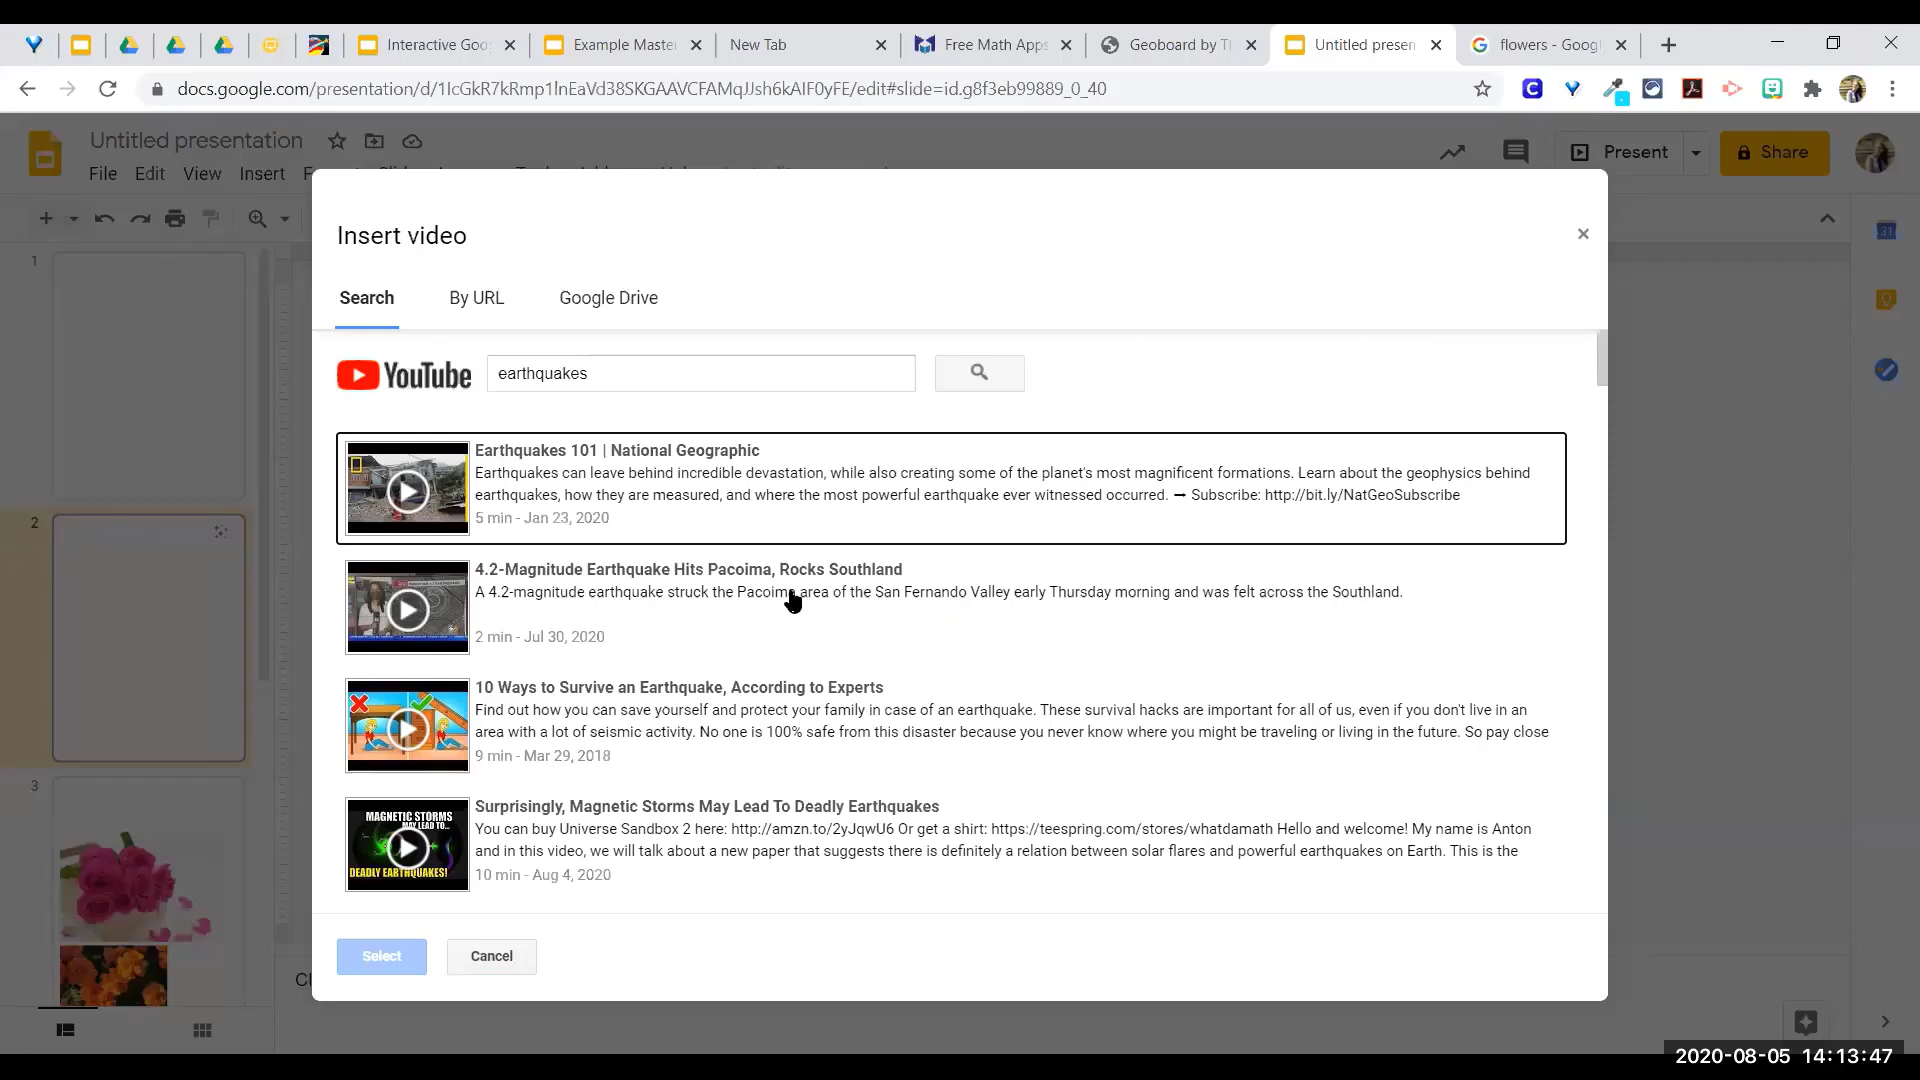 Interactive Goo
Example Master
New Tab
Free Math Apps
Geoboard by T
Untitled presen
flowers - Goog
docs.google.com/presentation/d/1IcGkR7kRmp1lnEaVd38SKGAAVCFAMqJJsh6kAIF0yFE/edit#slide=id.g8f3eb99889_0_40
Untitled presentation
File Edit View Insert
Present
Share
Insert video
Search By URL Google Drive
YouTube
earthquakes
Earthquakes 101 | National Geographic
Earthquakes can leave behind incredible devastation, while also creating some of the planet's most magnificent formations. Learn about the geophysics behind
earthquakes, how they are measured, and where the most powerful earthquake ever witnessed occurred. ➞ Subscribe: http://bit.ly/NatGeoSubscribe
5 min - Jan 23, 2020
4.2-Magnitude Earthquake Hits Pacoima, Rocks Southland
A 4.2-magnitude earthquake struck the Pacoima area of the San Fernando Valley early Thursday morning and was felt across the Southland.
2 min - Jul 30, 2020
10 Ways to Survive an Earthquake, According to Experts
Find out how you can save yourself and protect your family in case of an earthquake. These survival hacks are important for all of us, even if you don't live in an
area with a lot of seismic activity. No one is 100% safe from this disaster because you never know where you might be traveling or living in the future. So pay close
9 min - Mar 29, 2018
MAGNETIC STORMS
MAY LEAD TO...
DEADLY EARTHQUAKES!
Surprisingly, Magnetic Storms May Lead To Deadly Earthquakes
You can buy Universe Sandbox 2 here: http://amzn.to/2yJqwU6 Or get a shirt: https://teespring.com/stores/whatdamath Hello and welcome! My name is Anton
and in this video, we will talk about a new paper that suggests there is definitely a relation between solar flares and powerful earthquakes on Earth. This is the
10 min - Aug 4, 2020
Select
Cancel
1
2
3
31
2020-08-05 14:13:47